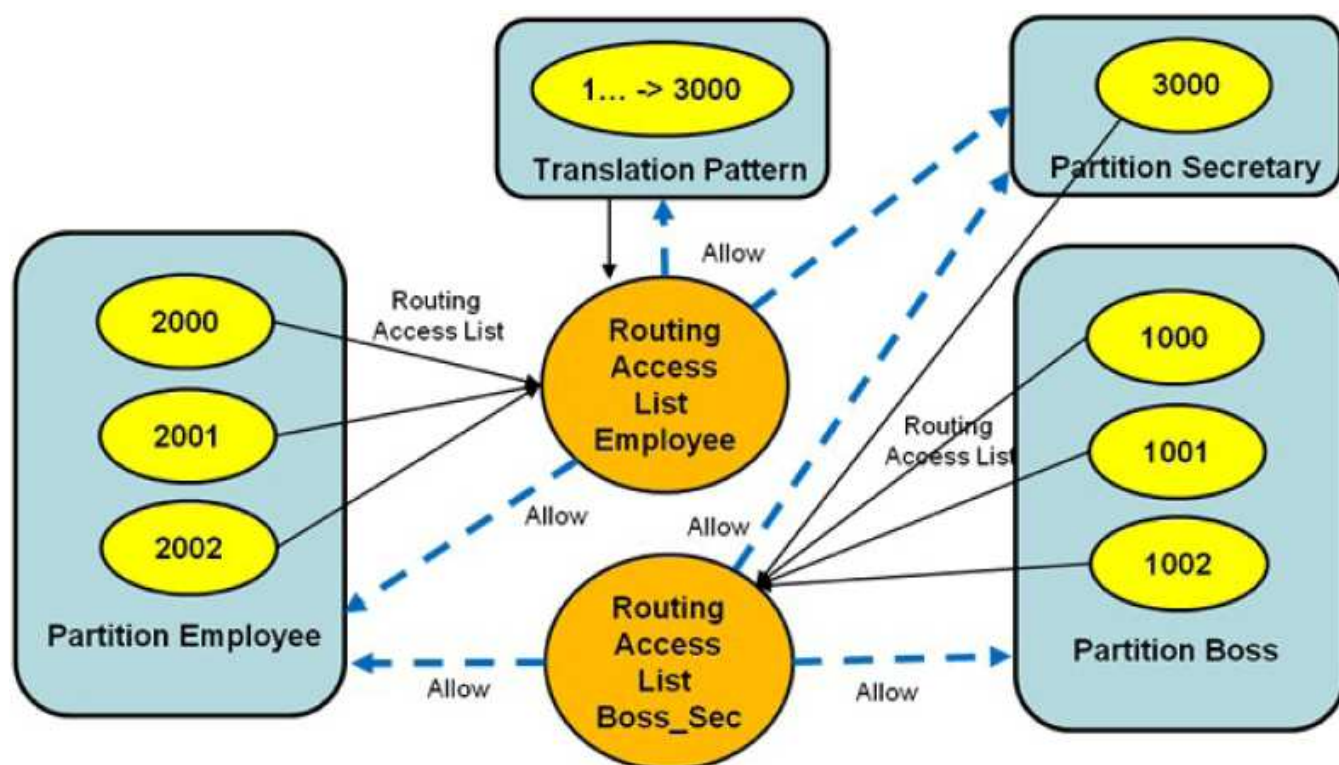 1... -> 3000
Translation Pattern
3000
Partition Secretary
2000
2001
2002
Partition Employee
Routing
Access List
Allow
Routing
Access
List
Employee
Allow
Allow
Routing
Access List
1000
1001
1002
Partition Boss
Routing
Access
List
Boss_Sec
Allow
Allow